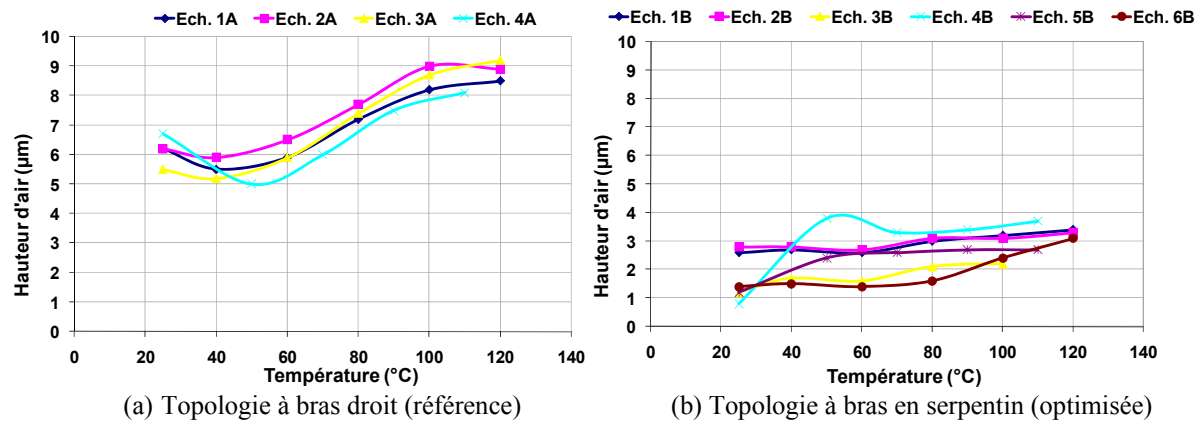 Ech. 1A Ech. 2A Ech. 3A Ech. 4A
10
9
8
7
6
5
4
3
2
1
0
Hauteur d'air (µm)
0 20 40 60 80 100 120 140
Température (°C)
(a) Topologie à bras droit (référence)
Ech. 1B Ech. 2B Ech. 3B Ech. 4B Ech. 5B Ech. 6B
10
9
8
7
6
5
4
3
2
1
0
Hauteur d'air (µm)
0 20 40 60 80 100 120 140
Température (°C)
(b) Topologie à bras en serpentin (optimisée)